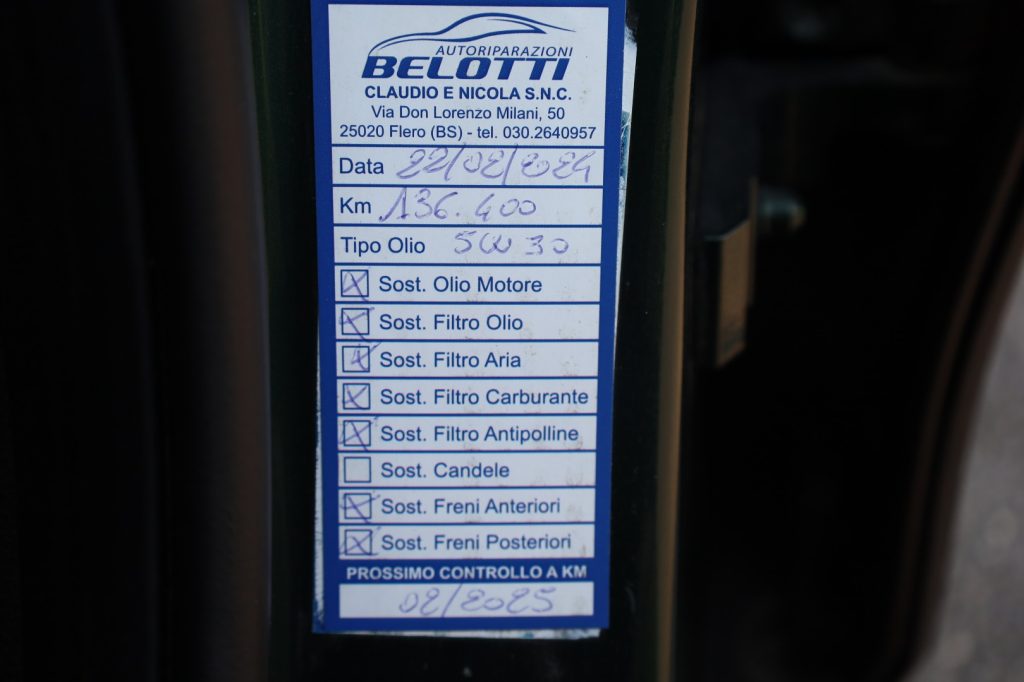 AUTORIPARAZIONI
BELOTTI
CLAUDIO E NICOLA S.N.C.
Via Don Lorenzo Milani, 50
25020 Flero (BS) - tel. 030.2640957
Data 22/02/2024
Km 136.400
Tipo Olio 5W30
Sost. Olio Motore
Sost. Filtro Olio
Sost. Filtro Aria
Sost. Filtro Carburante
Sost. Filtro Antipolline
Sost. Candele
Sost. Freni Anteriori
Sost. Freni Posteriori
PROSSIMO CONTROLLO A KM
02/2025